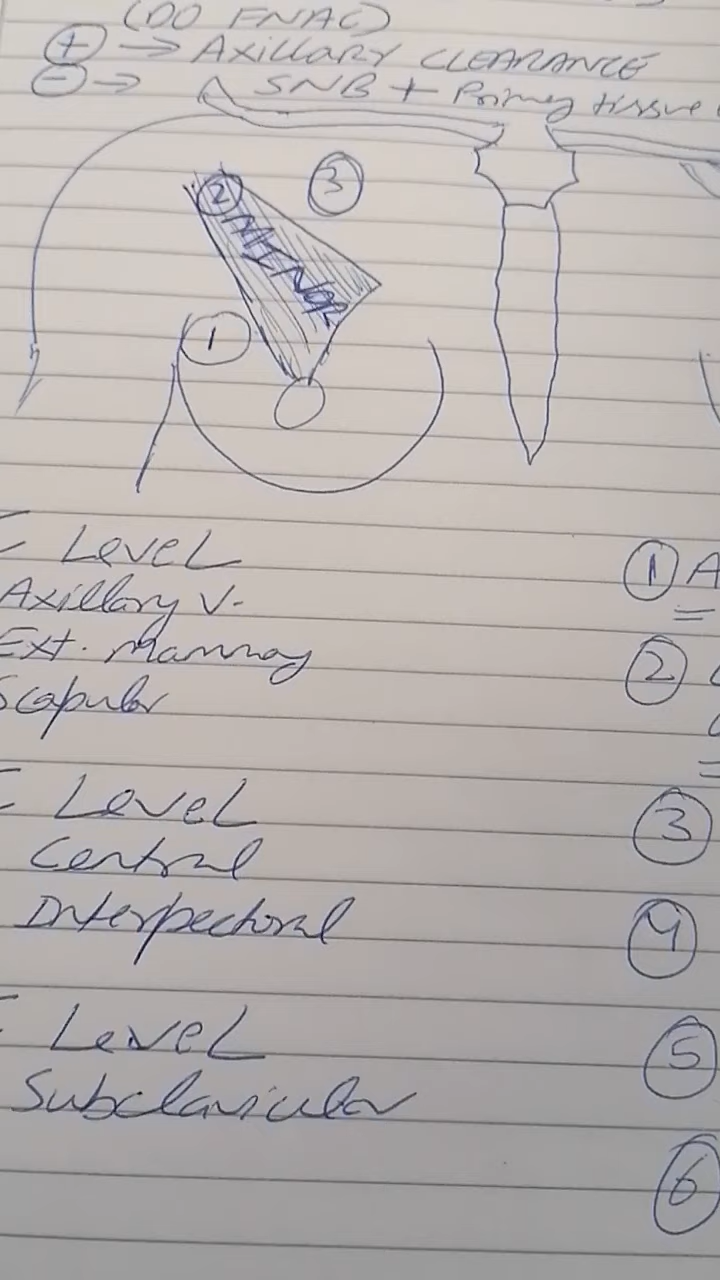 (DO FNAC)
+ → AXILLARY CLEARANCE
- → SNB + Primary tissue
3
2
MINOR
1
LeveL
Axillary V.
Ext. Mammary
Scapular
LeveL
Central
Interpectoral
LeveL
Subclavicular
1 A
2
3
4
5
6